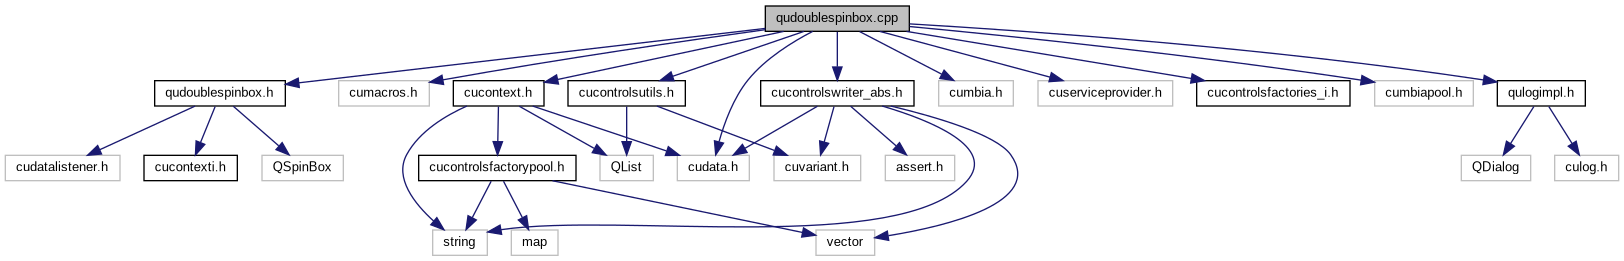 qudoublespinbox.cpp
qudoublespinbox.h
cumacros.h
cucontext.h
cucontrolsutils.h
cucontrolswriter_abs.h
cumbia.h
cuserviceprovider.h
cucontrolsfactories_i.h
cumbiapool.h
qulogimpl.h
cudatalistener.h
cucontexti.h
QSpinBox
cucontrolsfactorypool.h
QList
cudata.h
cuvariant.h
assert.h
QDialog
culog.h
string
map
vector